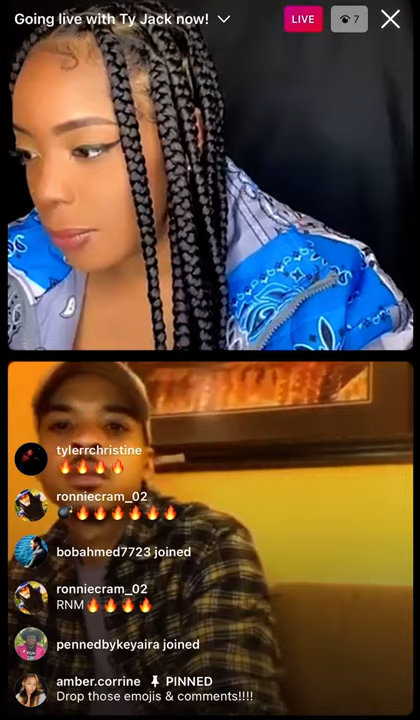 Going live with Ty Jack now!
LIVE
7
tylerrchristine
🔥🔥🔥🔥
ronniecram_02
💣🔥🔥🔥🔥🔥🔥
bobahmed7723 joined
ronniecram_02
RNM🔥🔥🔥🔥
pennedbykeyaira joined
amber.corrine 📌 PINNED
Drop those emojis & comments!!!!